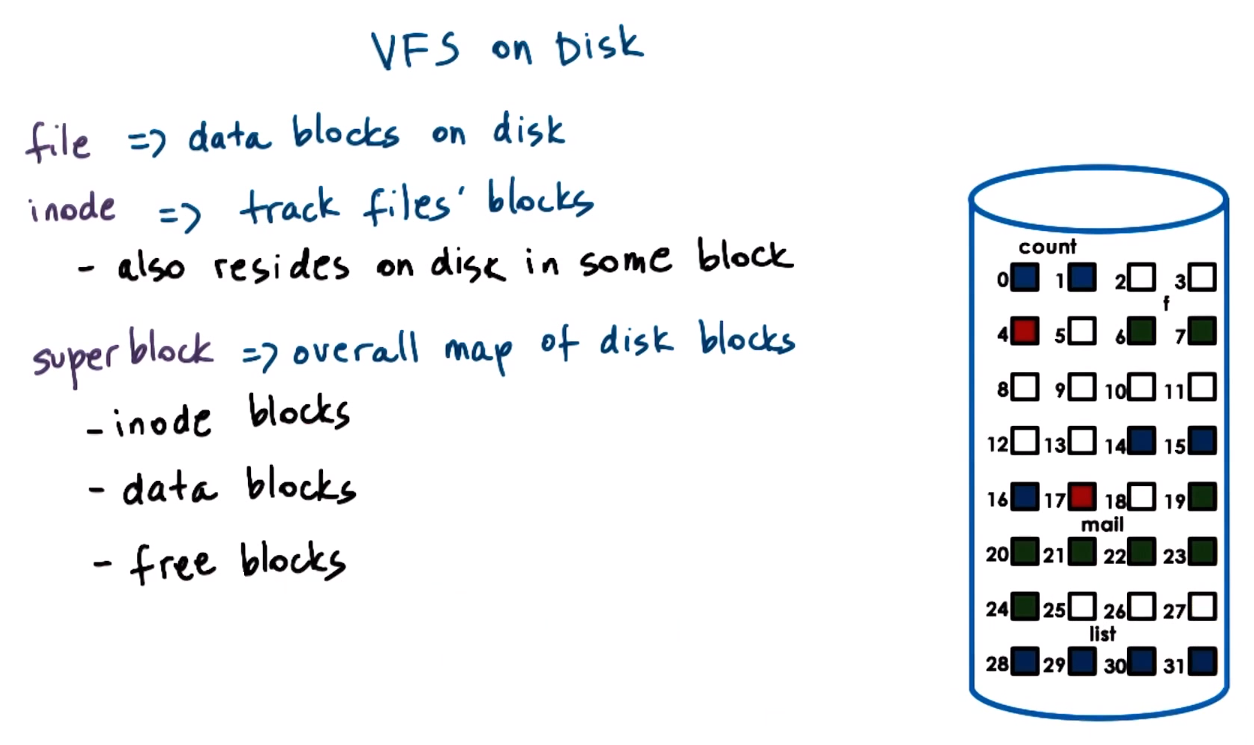 VFS on Disk
file => data blocks on disk
inode => track files' blocks
- also resides on disk in some block
superblock => overall map of disk blocks
- inode blocks
- data blocks
- free blocks
count
0 1 2 3
f
4 5 6 7
8 9 10 11
12 13 14 15
16 17 18 19
mail
20 21 22 23
24 25 26 27
list
28 29 30 31